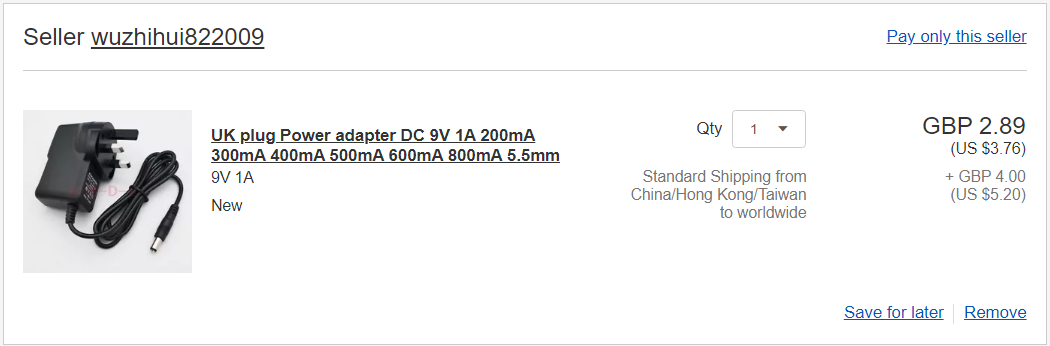 Seller wuzhihui822009
Pay only this seller
UK plug Power adapter DC 9V 1A 200mA
300mA 400mA 500mA 600mA 800mA 5.5mm
9V 1A
New
Qty 1
Standard Shipping from
China/Hong Kong/Taiwan
to worldwide
GBP 2.89
(US $3.76)
+ GBP 4.00
(US $5.20)
Save for later
Remove